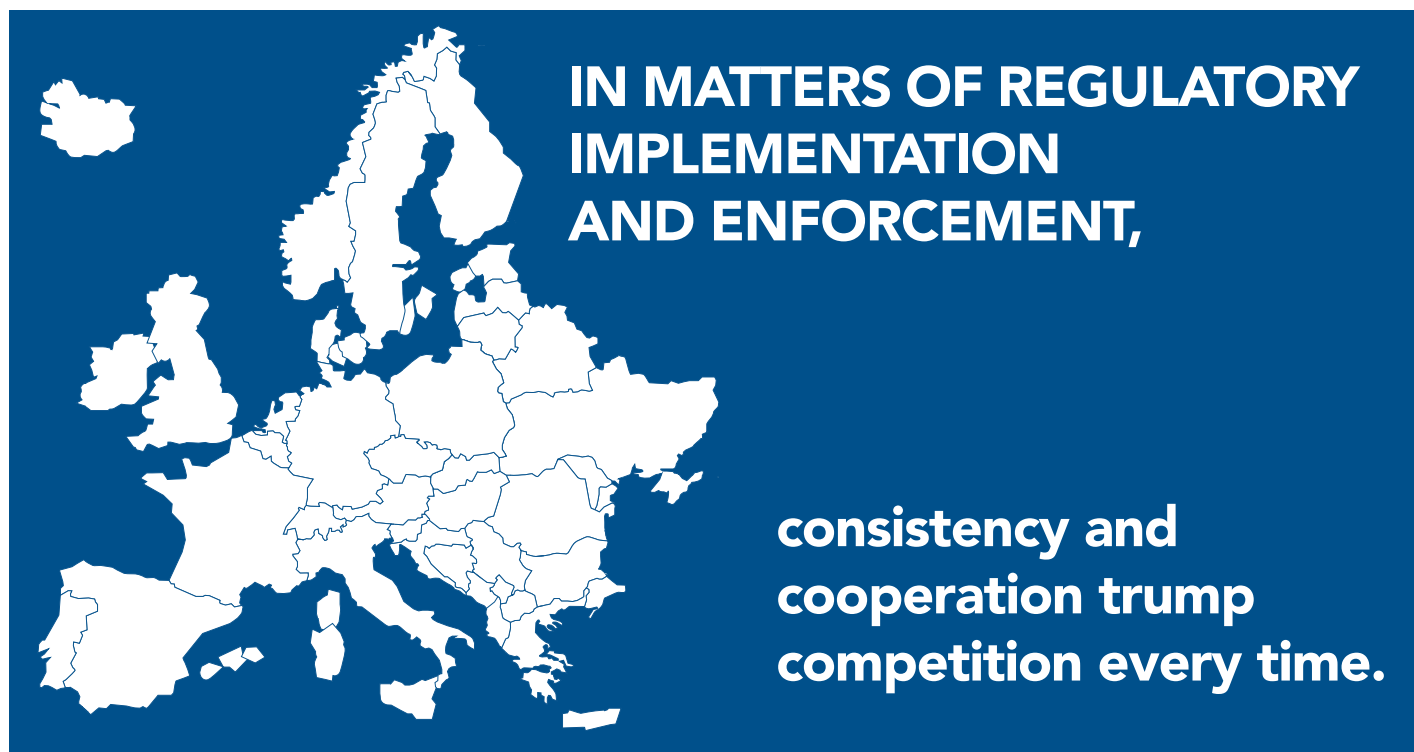 IN MATTERS OF REGULATORY
IMPLEMENTATION
AND ENFORCEMENT,
consistency and
cooperation trump
competition every time.